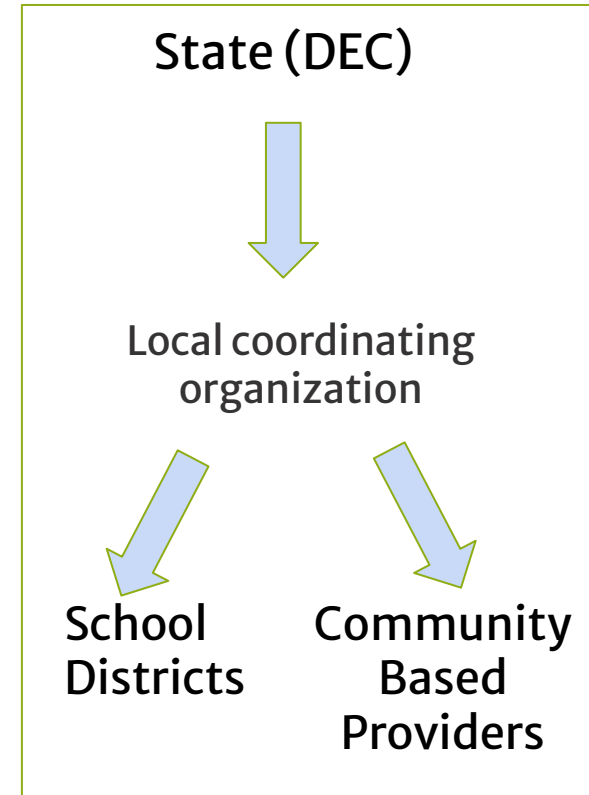 State (DEC)
Local coordinating
organization
School
Districts
Community
Based
Providers